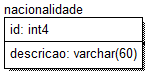 nacionalidade
id: int4
descricao: varchar(60)